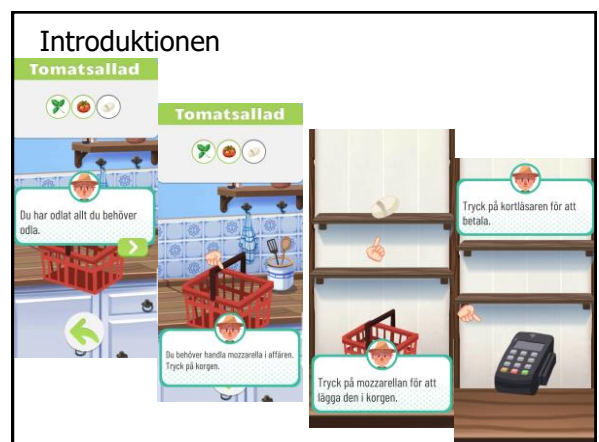 Introduktionen
Tomatsallad
Du har odlat allt du behöver
odla.
Tomatsallad
Du behöver handla mozzarella i affären.
Tryck på korgen.
Tryck på mozzarellan för att
lägga den i korgen.
Tryck på kortläsaren för att
betala.